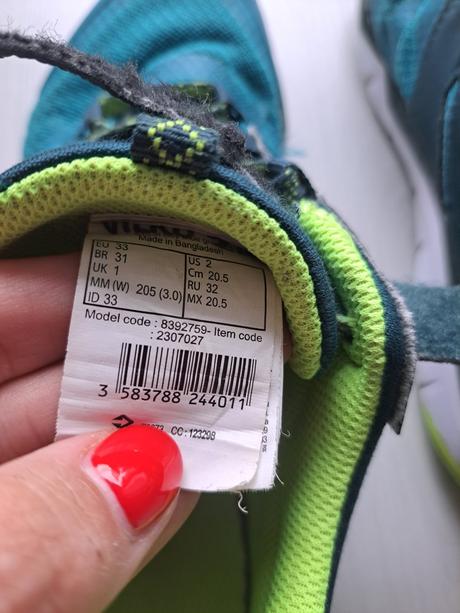 Made in Bangladesh
EU 33 US 2
BR 31 Cm 20.5
UK 1 RU 32
MM (W) 205 (3.0) MX 20.5
ID 33
Model code : 8392759- Item code
: 2307027
3 583788 244011
CC:123298